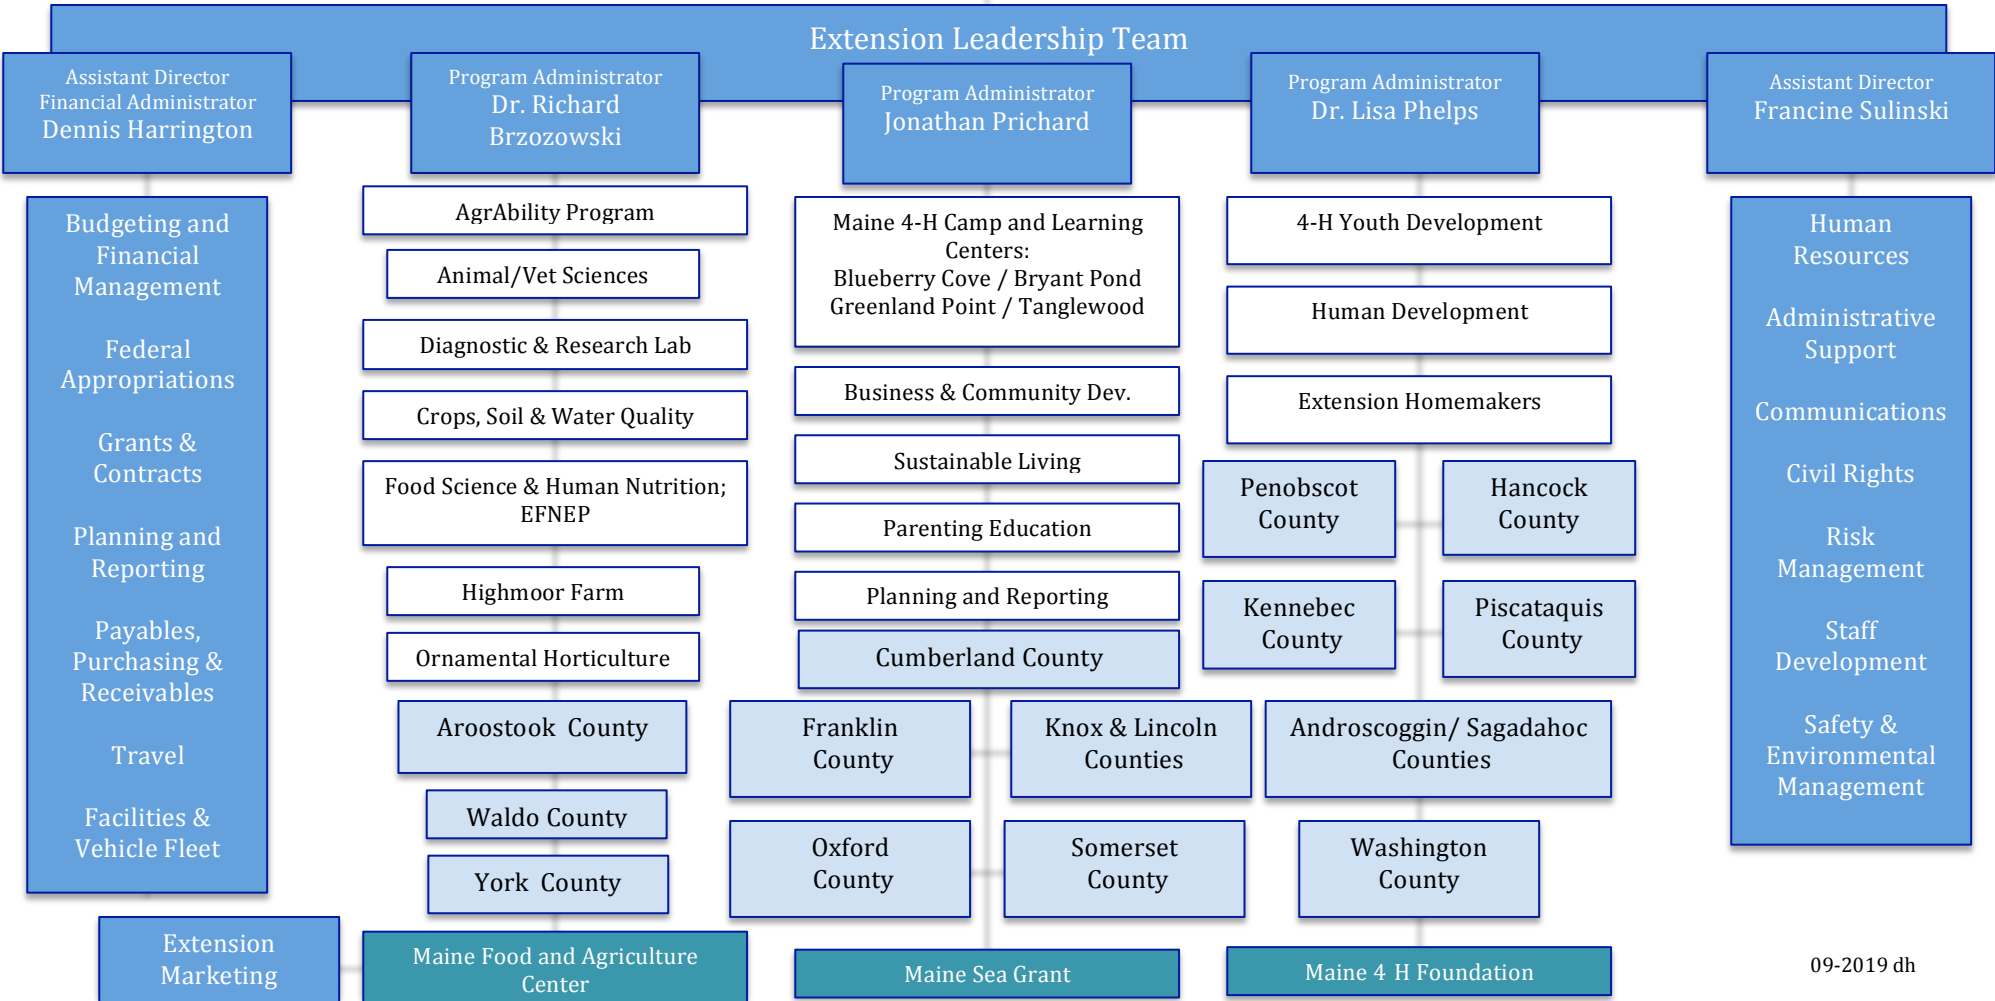 Extension Leadership Team
Assistant Director
Financial Administrator
Dennis Harrington
Budgeting and
Financial
Management
Federal
Appropriations
Grants &
Contracts
Planning and
Reporting
Payables,
Purchasing &
Receivables
Travel
Facilities &
Vehicle Fleet
Extension
Marketing
Program Administrator
Dr. Richard
Brzozowski
AgrAbility Program
Animal/Vet Sciences
Diagnostic & Research Lab
Crops, Soil & Water Quality
Food Science & Human Nutrition;
EFNEP
Highmoor Farm
Ornamental Horticulture
Aroostook  County
Waldo County
York  County
Maine Food and Agriculture
Center
Program Administrator
Jonathan Prichard
Maine 4-H Camp and Learning
Centers:
Blueberry Cove / Bryant Pond
Greenland Point / Tanglewood
Business & Community Dev.
Sustainable Living
Parenting Education
Planning and Reporting
Cumberland County
Franklin
County
Knox & Lincoln
Counties
Oxford
County
Somerset
County
Maine Sea Grant
Program Administrator
Dr. Lisa Phelps
4-H Youth Development
Human Development
Extension Homemakers
Penobscot
County
Hancock
County
Kennebec
County
Piscataquis
County
Androscoggin/ Sagadahoc
Counties
Washington
County
Maine 4 H Foundation
Assistant Director
Francine Sulinski
Human
Resources
Administrative
Support
Communications
Civil Rights
Risk
Management
Staff
Development
Safety &
Environmental
Management
09-2019 dh